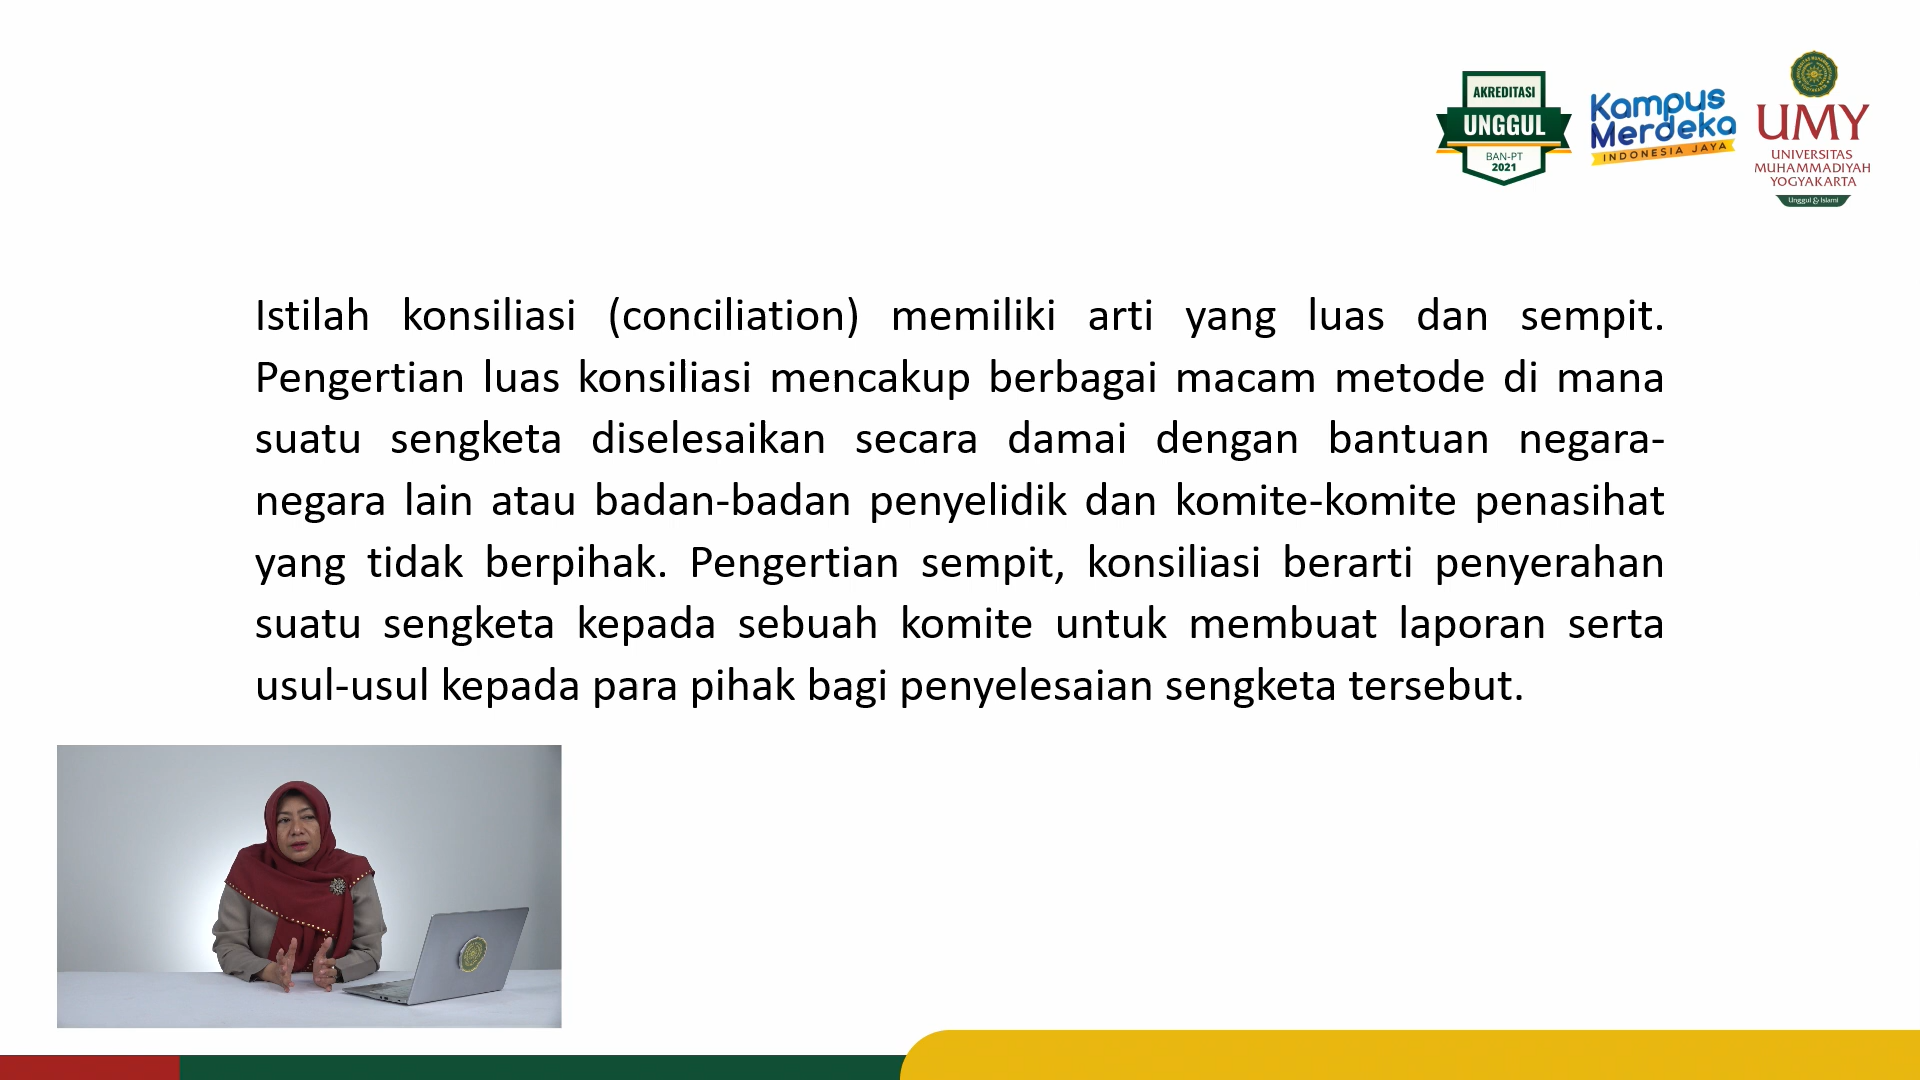 AKREDITASI
UNGGUL
BAN-PT
2021
Kampus
Merdeka
INDONESIA JAYA
UMY
UNIVERSITAS
MUHAMMADIYAH
YOGYAKARTA
Unggul & Islami
Istilah konsiliasi (conciliation) memiliki arti yang luas dan sempit.
Pengertian luas konsiliasi mencakup berbagai macam metode di mana
suatu sengketa diselesaikan secara damai dengan bantuan negara-
negara lain atau badan-badan penyelidik dan komite-komite penasihat
yang tidak berpihak. Pengertian sempit, konsiliasi berarti penyerahan
suatu sengketa kepada sebuah komite untuk membuat laporan serta
usul-usul kepada para pihak bagi penyelesaian sengketa tersebut.